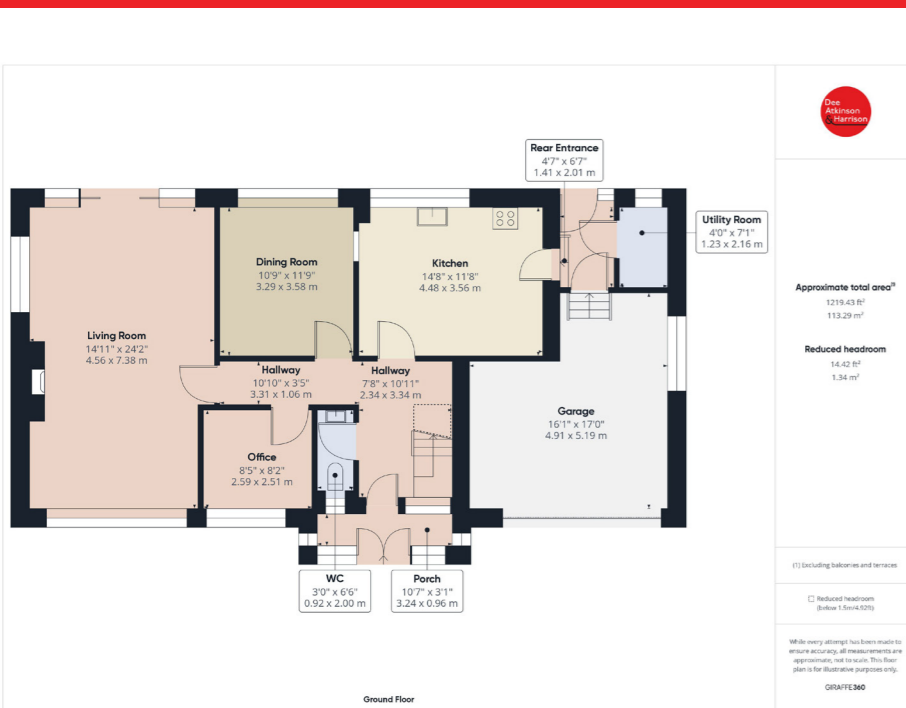 Dee
Atkinson
& Harrison
Rear Entrance
4'7" x 6'7"
1.41 x 2.01 m
Utility Room
4'0" x 7'1"
1.23 x 2.16 m
Dining Room
10'9" x 11'9"
3.29 x 3.58 m
Kitchen
14'8" x 11'8"
4.48 x 3.56 m
Living Room
14'11" x 24'2"
4.56 x 7.38 m
Hallway
10'10" x 3'5"
3.31 x 1.06 m
Hallway
7'8" x 10'11"
2.34 x 3.34 m
Garage
16'1" x 17'0"
4.91 x 5.19 m
Office
8'5" x 8'2"
2.59 x 2.51 m
WC
3'0" x 6'6"
0.92 x 2.00 m
Porch
10'7" x 3'1"
3.24 x 0.96 m
Ground Floor
Approximate total area(1)
1219.43 ft²
113.29 m²
Reduced headroom
14.42 ft²
1.34 m²
(1) Excluding balconies and terraces
Reduced headroom
(below 1.5m/4.92ft)
While every attempt has been made to
ensure accuracy, all measurements are
approximate, not to scale. This floor
plan is for illustrative purposes only.
GIRAFFE360